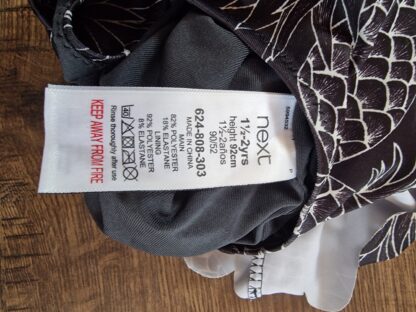 next
1½-2yrs
height 92cm
1½-2años
90/52
624-808-303
MADE IN CHINA
MAIN
82% POLYESTER
18% ELASTANE
LINING
92% POLYESTER
8% ELASTANE
Rinse thoroughly after use
KEEP AWAY FROM FIRE
P